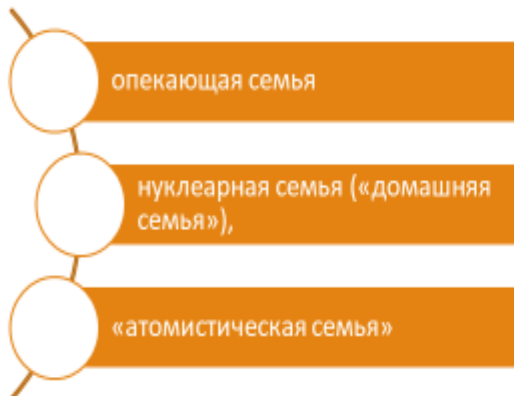 опекающая семья
нуклеарная семья («домашняя
семья»),
«атомистическая семья»